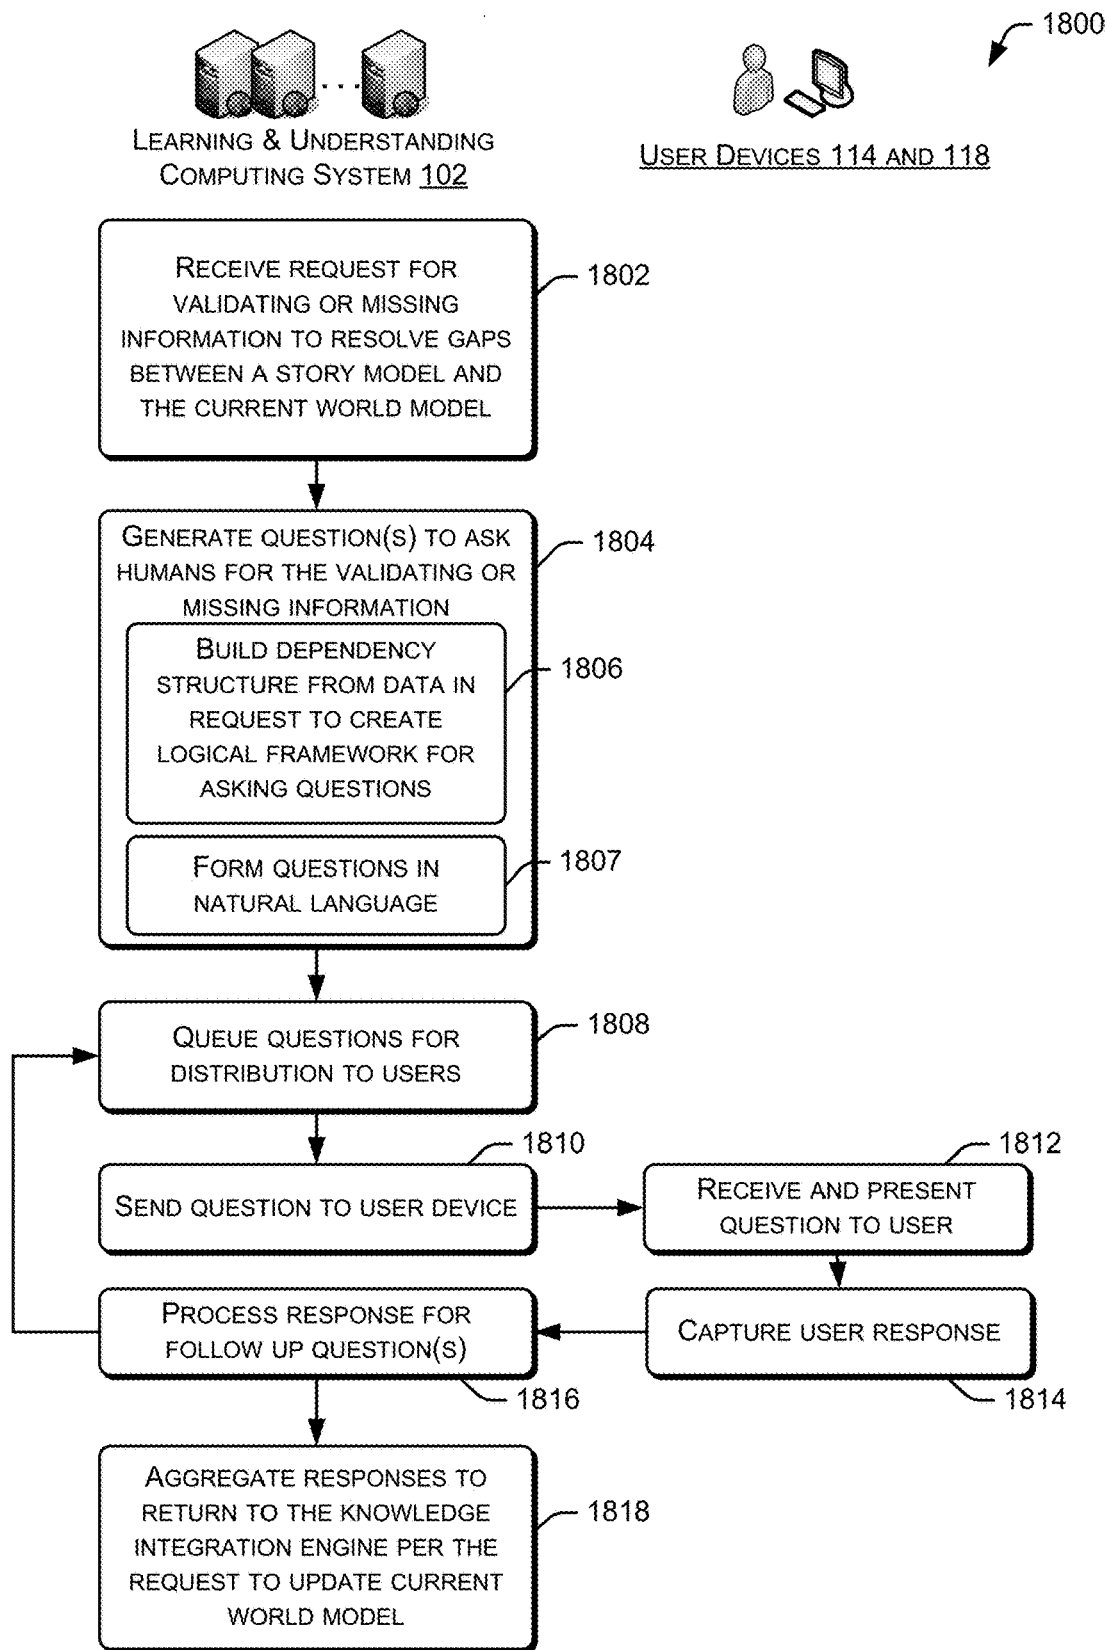 1800
LEARNING & UNDERSTANDING
COMPUTING SYSTEM 102
USER DEVICES 114 AND 118
RECEIVE REQUEST FOR
VALIDATING OR MISSING
INFORMATION TO RESOLVE GAPS
BETWEEN A STORY MODEL AND
THE CURRENT WORLD MODEL
1802
GENERATE QUESTION(S) TO ASK
HUMANS FOR THE VALIDATING OR
MISSING INFORMATION
1804
BUILD DEPENDENCY
STRUCTURE FROM DATA IN
REQUEST TO CREATE
LOGICAL FRAMEWORK FOR
ASKING QUESTIONS
1806
FORM QUESTIONS IN
NATURAL LANGUAGE
1807
QUEUE QUESTIONS FOR
DISTRIBUTION TO USERS
1808
1810
SEND QUESTION TO USER DEVICE
1812
RECEIVE AND PRESENT
QUESTION TO USER
PROCESS RESPONSE FOR
FOLLOW UP QUESTION(S)
1816
CAPTURE USER RESPONSE
1814
AGGREGATE RESPONSES TO
RETURN TO THE KNOWLEDGE
INTEGRATION ENGINE PER THE
REQUEST TO UPDATE CURRENT
WORLD MODEL
1818